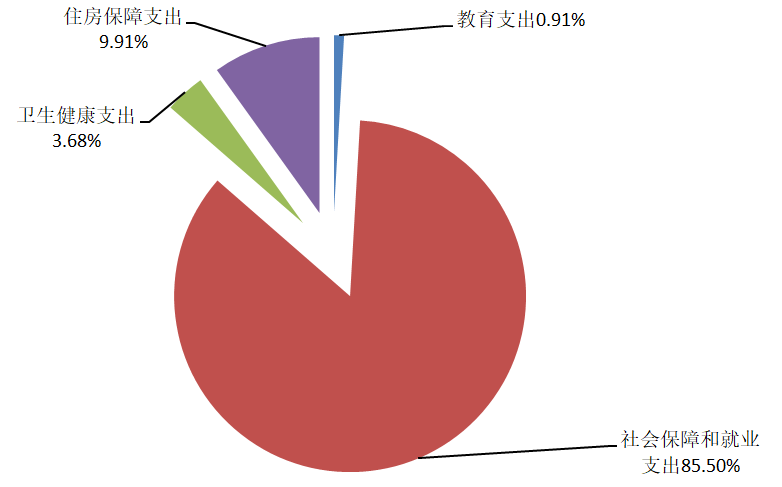 住房保障支出
9.91%
教育支出0.91%
卫生健康支出
3.68%
社会保障和就业
支出85.50%